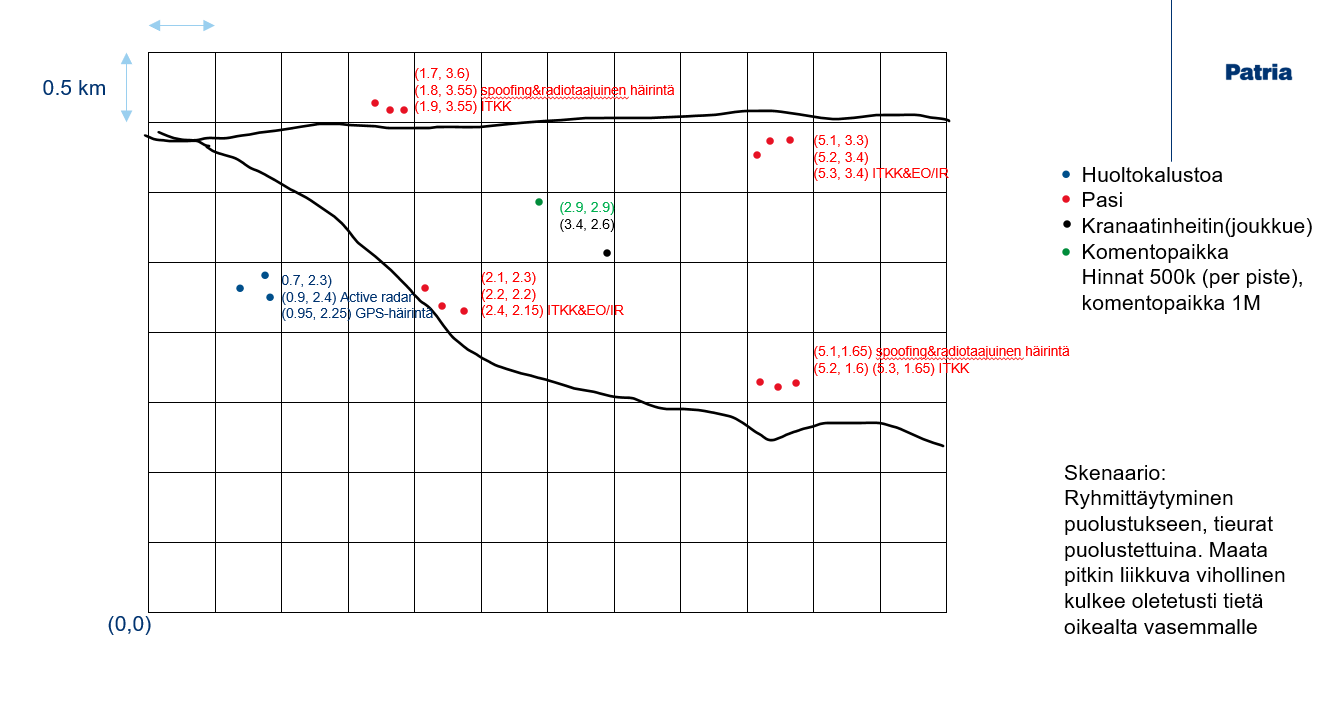 0.5 km
(1.7, 3.6)
(1.8, 3.55) spoofing&radiotaajuinen häirintä
(1.9, 3.55) ITKK
(5.1, 3.3)
(5.2, 3.4)
(5.3, 3.4) ITKK&EO/IR
(2.9, 2.9)
(3.4, 2.6)
0.7, 2.3)
(0.9, 2.4) Active radar
(0.95, 2.25) GPS-häirintä
(2.1, 2.3)
(2.2, 2.2)
(2.4, 2.15) ITKK&EO/IR
(5.1,1.65) spoofing&radiotaajuinen häirintä
(5.2, 1.6) (5.3, 1.65) ITKK
(0,0)
Patria
Huoltokalustoa
Pasi
Kranaatinheitin(joukkue)
Komentopaikka
Hinnat 500k (per piste),
komentopaikka 1M
Skenaario:
Ryhmittäytyminen
puolustukseen, tieurat
puolustettuina. Maata
pitkin liikkuva vihollinen
kulkee oletetusti tietä
oikealta vasemmalle